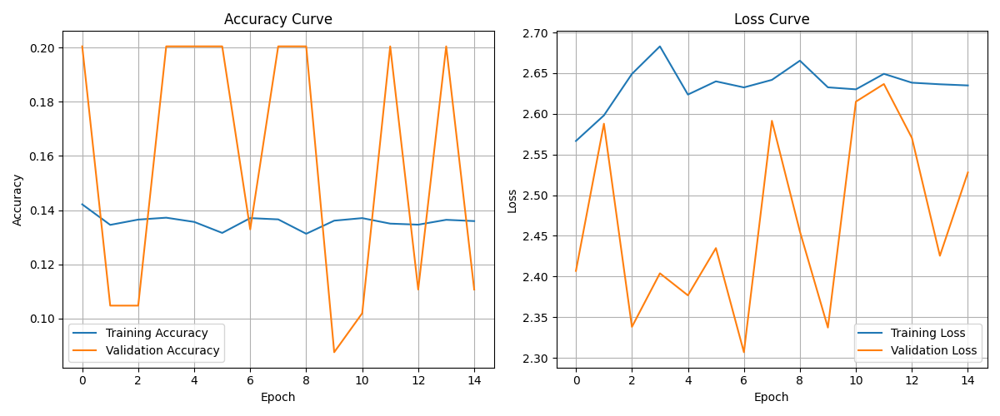 Accuracy Curve
0.20
0.18
0.16
0.14
0.12
0.10
Accuracy
Training Accuracy
Validation Accuracy
0 2 4 6 8 10 12 14
Epoch
Loss Curve
2.70
2.65
2.60
2.55
2.50
2.45
2.40
2.35
2.30
Loss
Training Loss
Validation Loss
0 2 4 6 8 10 12 14
Epoch